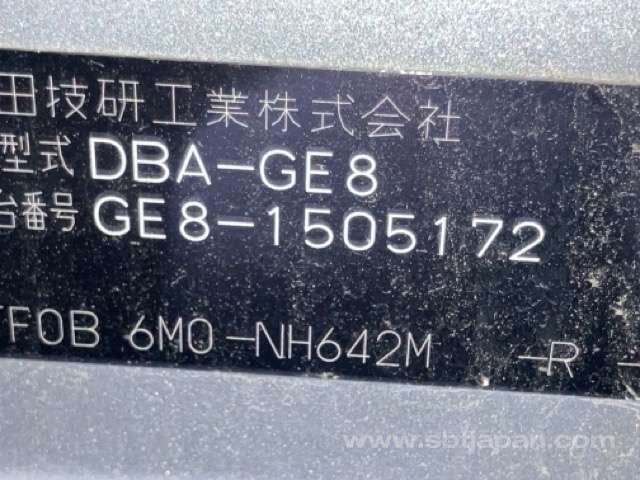 田技研工業株式会社
型式 DBA-GE8
台番号 GE8-1505172
TF0B 6M0-NH642M -R -
www.sbtjapan.com